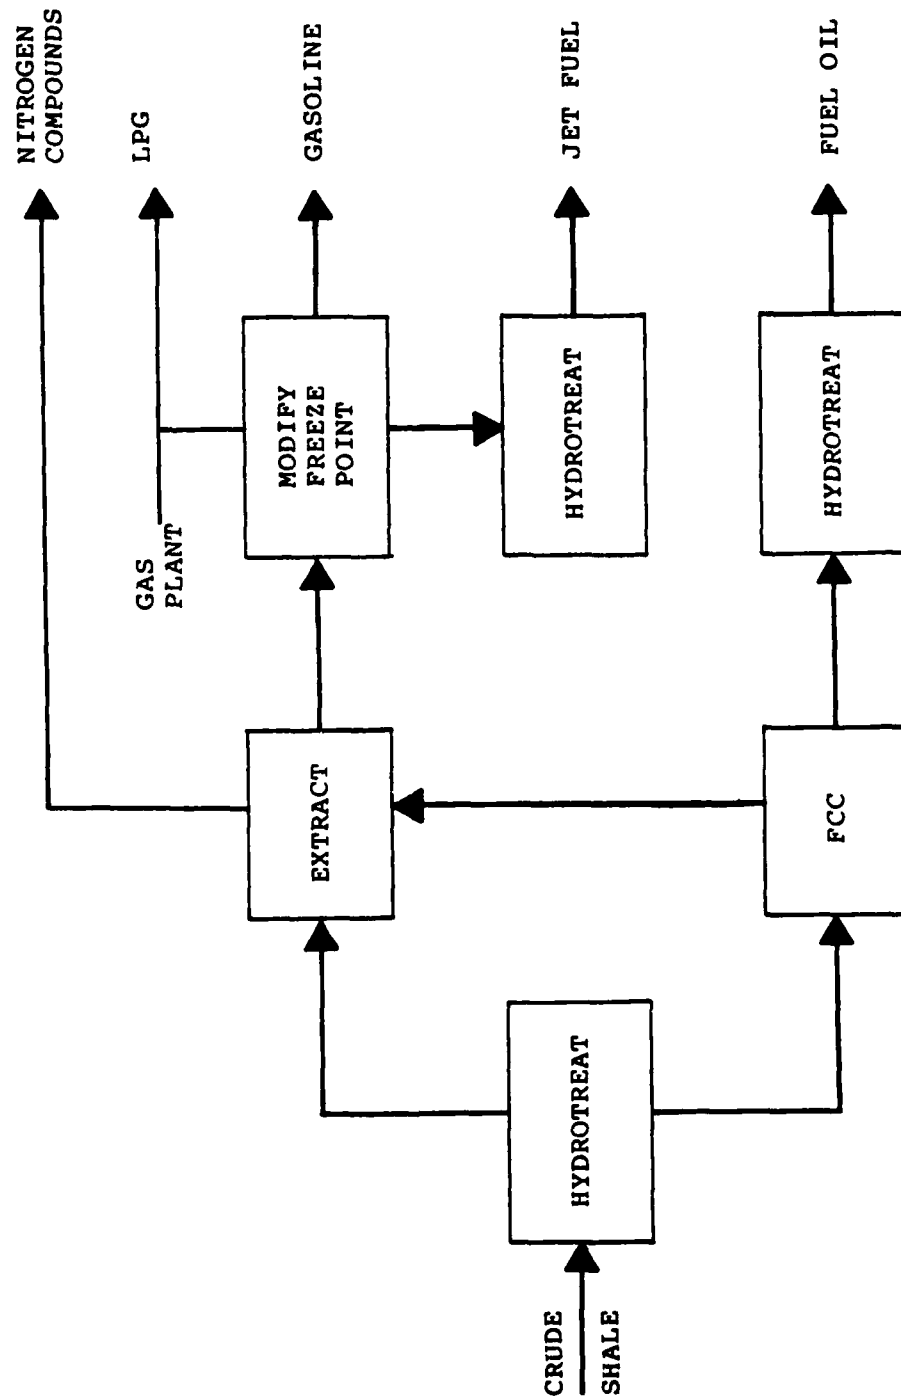 NITROGEN
COMPOUNDS
LPG
GAS
PLANT
GASOLINE
MODIFY
FREEZE
POINT
EXTRACT
JET FUEL
HYDROTREAT
HYDROTREAT
CRUDE
SHALE
FUEL OIL
HYDROTREAT
FCC